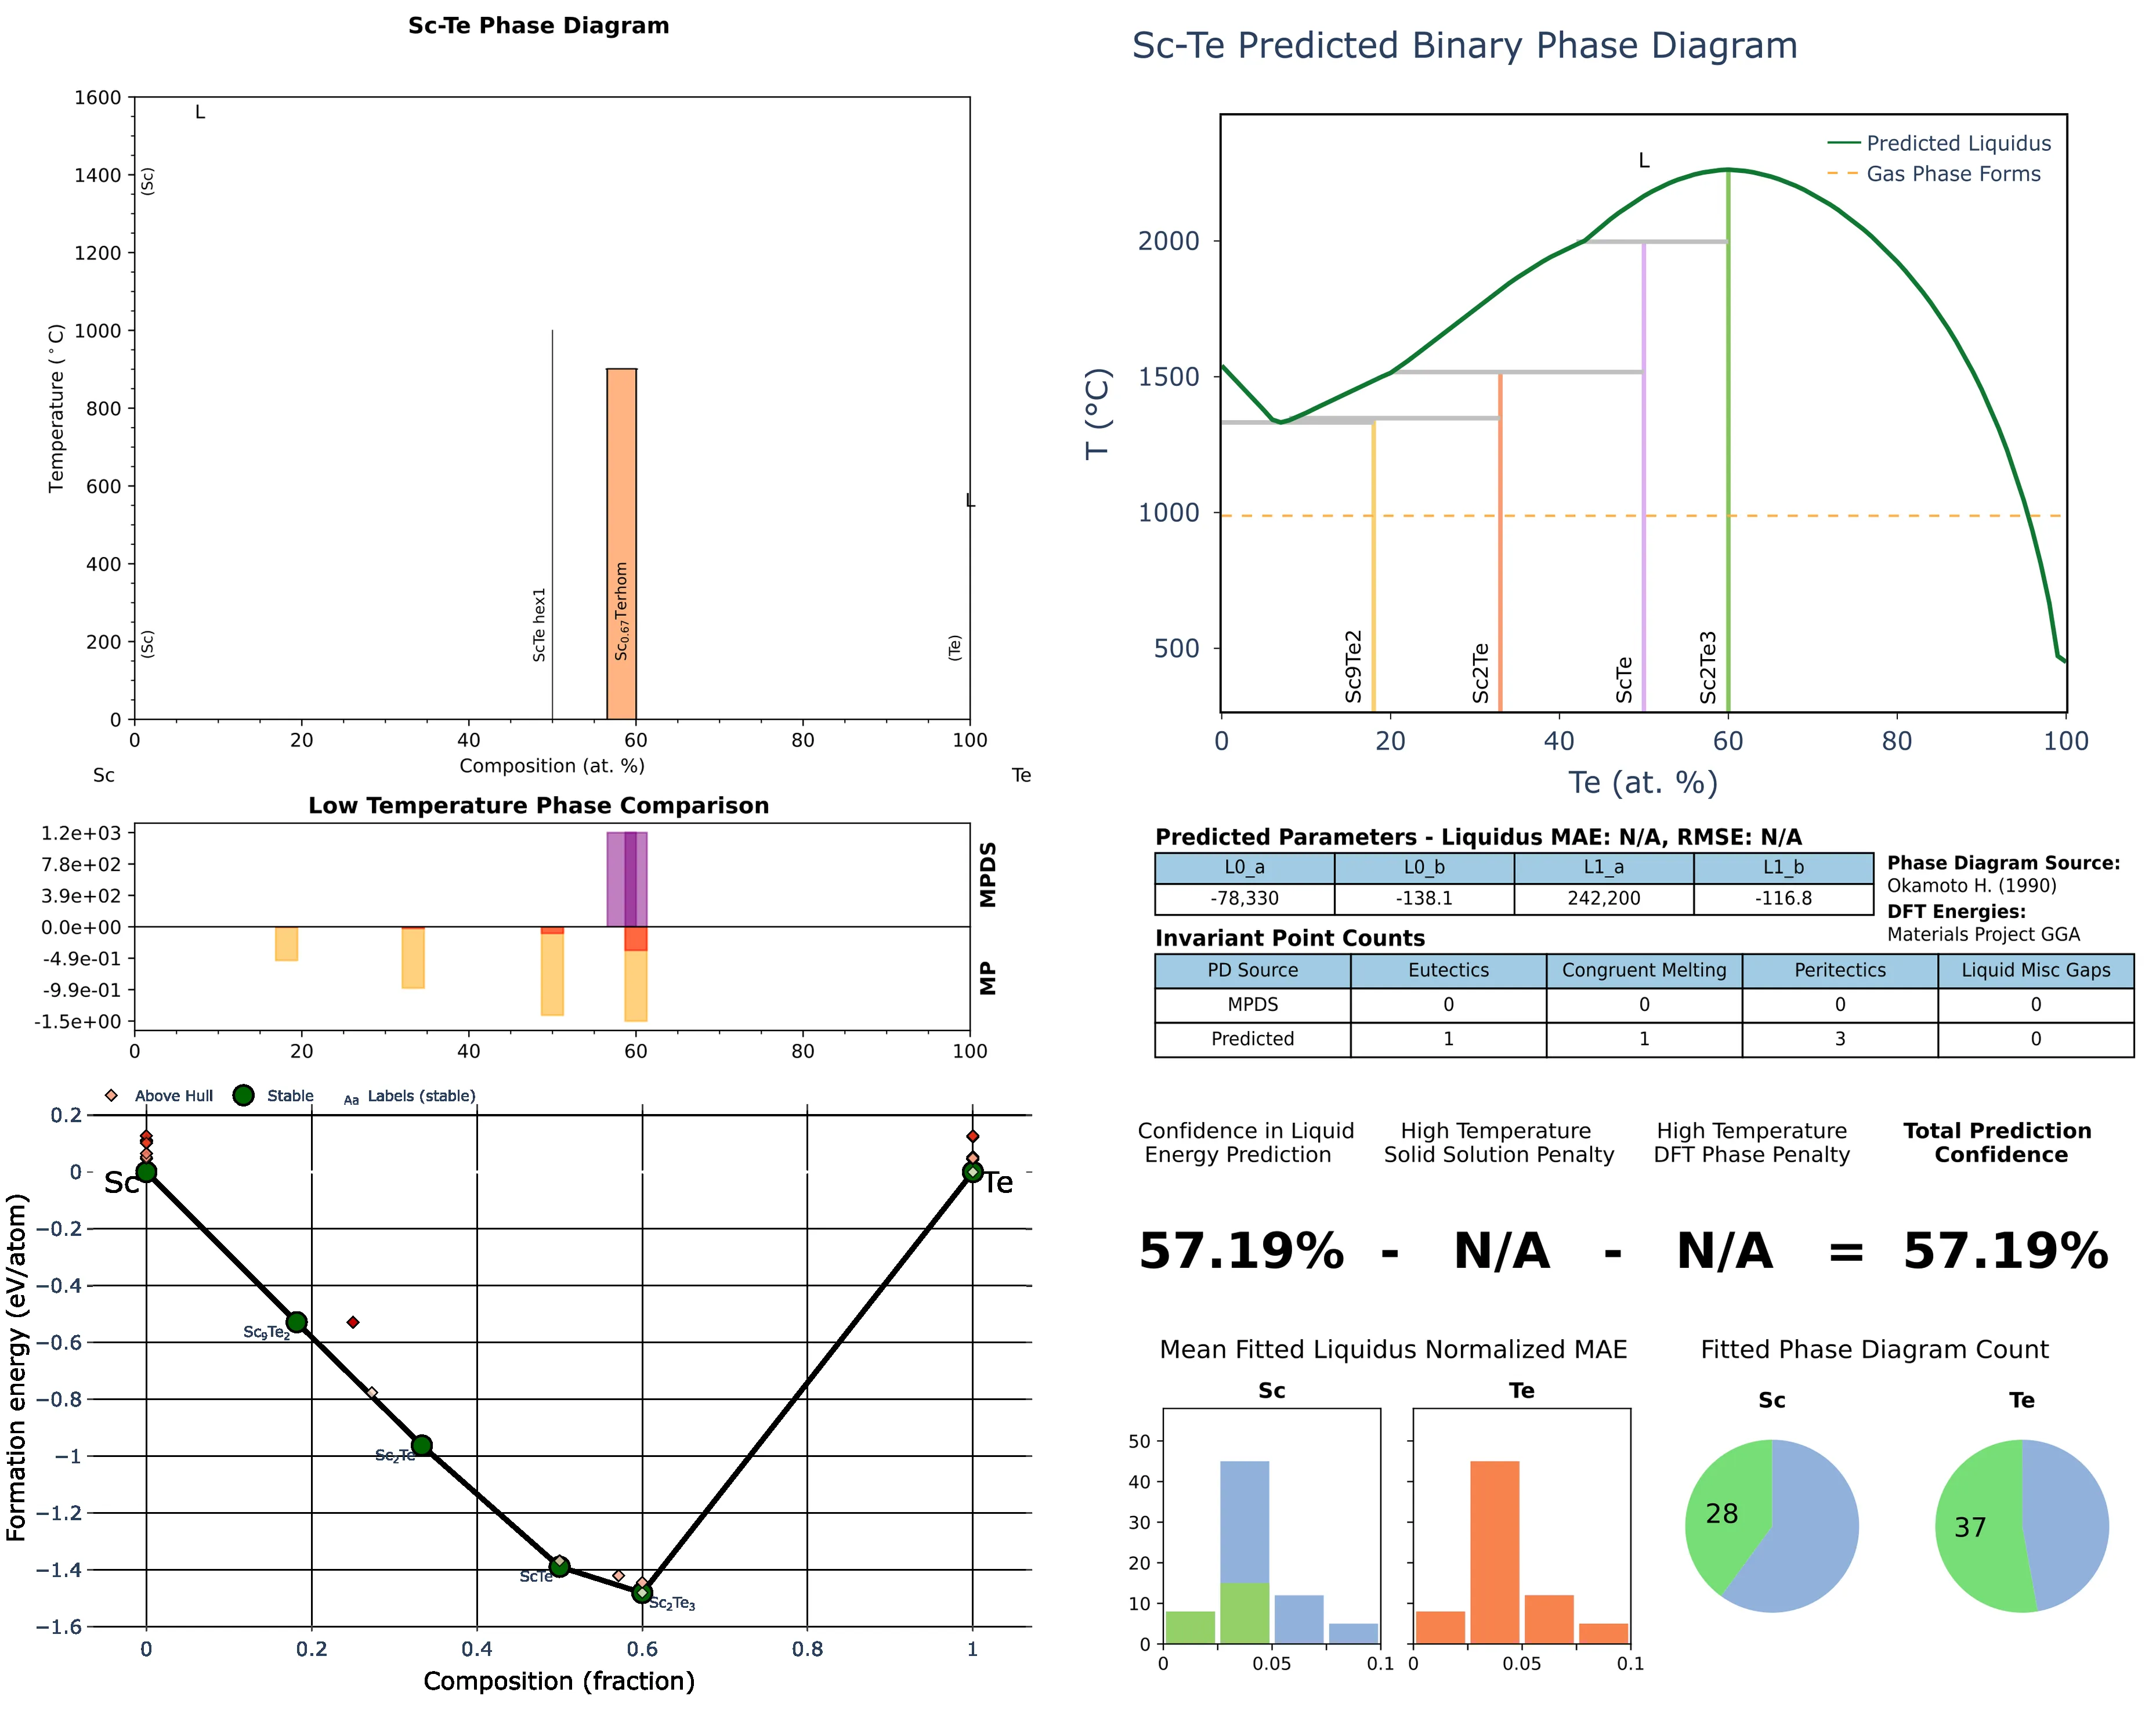 Sc-Te Phase Diagram
1600
1400
1200
1000
800
600
400
200
0
Temperature (°C)
L
(Sc)
(Sc)
ScTe hex1
Sc0.67Terhom
L
(Te)
0 20 40 60 80 100
Composition (at. %)
Sc Te
Low Temperature Phase Comparison
1.2e+03
7.8e+02
3.9e+02
0.0e+00
-4.9e-01
-9.9e-01
-1.5e+00
MPDS
MP
0 20 40 60 80 100
Above Hull Stable Aa Labels (stable)
0.2
0
−0.2
−0.4
−0.6
−0.8
−1
−1.2
−1.4
−1.6
Formation energy (eV/atom)
Sc
Te
Sc9Te2
Sc2Te
ScTe
Sc2Te3
0 0.2 0.4 0.6 0.8 1
Composition (fraction)
Sc-Te Predicted Binary Phase Diagram
L
Predicted Liquidus
Gas Phase Forms
2000
1500
1000
500
T (°C)
Sc9Te2
Sc2Te
ScTe
Sc2Te3
0 20 40 60 80 100
Te (at. %)
Predicted Parameters - Liquidus MAE: N/A, RMSE: N/A
L0_a L0_b L1_a L1_b
-78,330 -138.1 242,200 -116.8
Phase Diagram Source:
Okamoto H. (1990)
DFT Energies:
Materials Project GGA
Invariant Point Counts
PD Source Eutectics Congruent Melting Peritectics Liquid Misc Gaps
MPDS 0 0 0 0
Predicted 1 1 3 0
Confidence in Liquid
Energy Prediction
High Temperature
Solid Solution Penalty
High Temperature
DFT Phase Penalty
Total Prediction
Confidence
57.19% - N/A - N/A = 57.19%
Mean Fitted Liquidus Normalized MAE
Sc
Te
50
40
30
20
10
0
0 0.05 0.1
0 0.05 0.1
Fitted Phase Diagram Count
Sc
Te
28
37